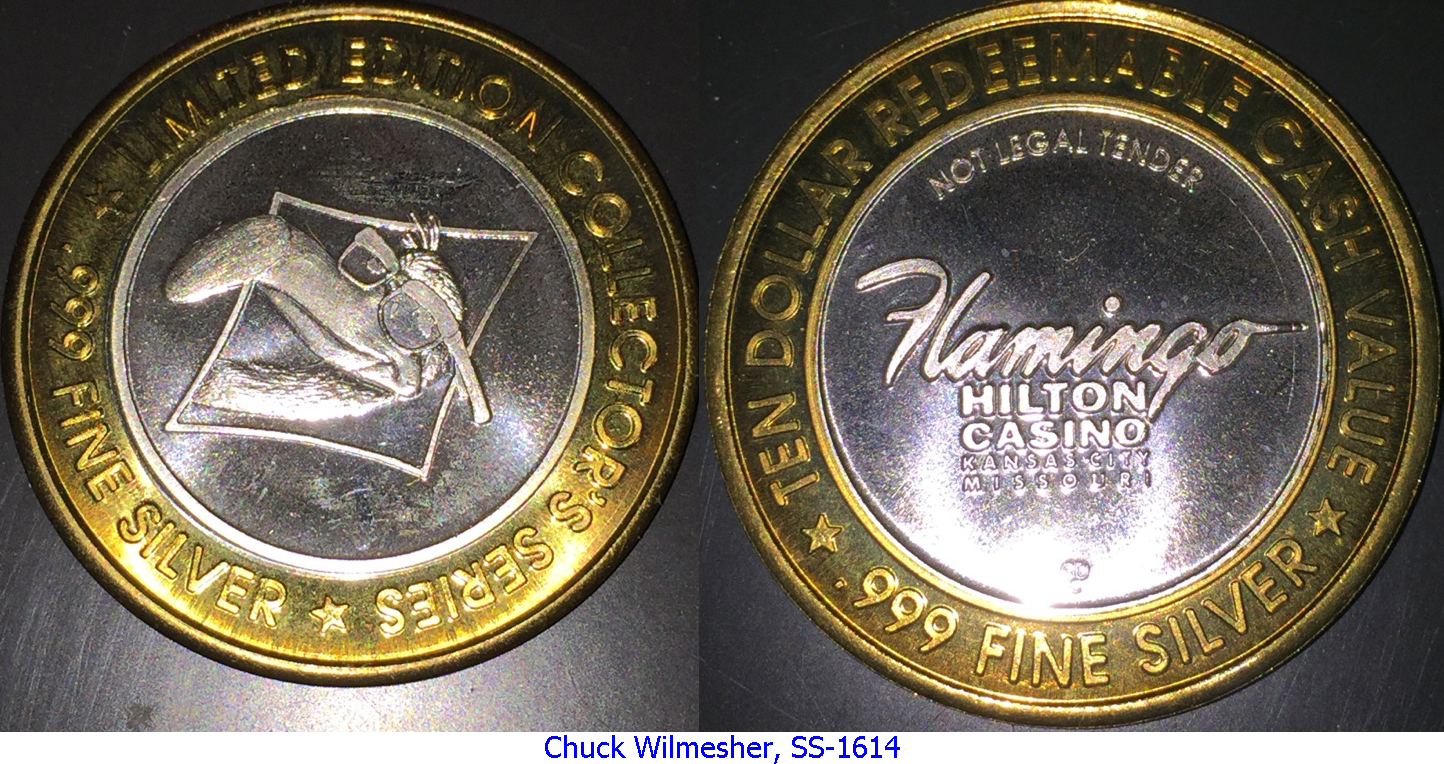 ★ LIMITED EDITION COLLECTOR'S SERIES ★
.999 FINE SILVER
TEN DOLLAR REDEEMABLE CASH VALUE
★ .999 FINE SILVER ★
NOT LEGAL TENDER
Flamingo
HILTON
CASINO
KANSAS CITY
MISSOURI
Chuck Wilmesher, SS-1614